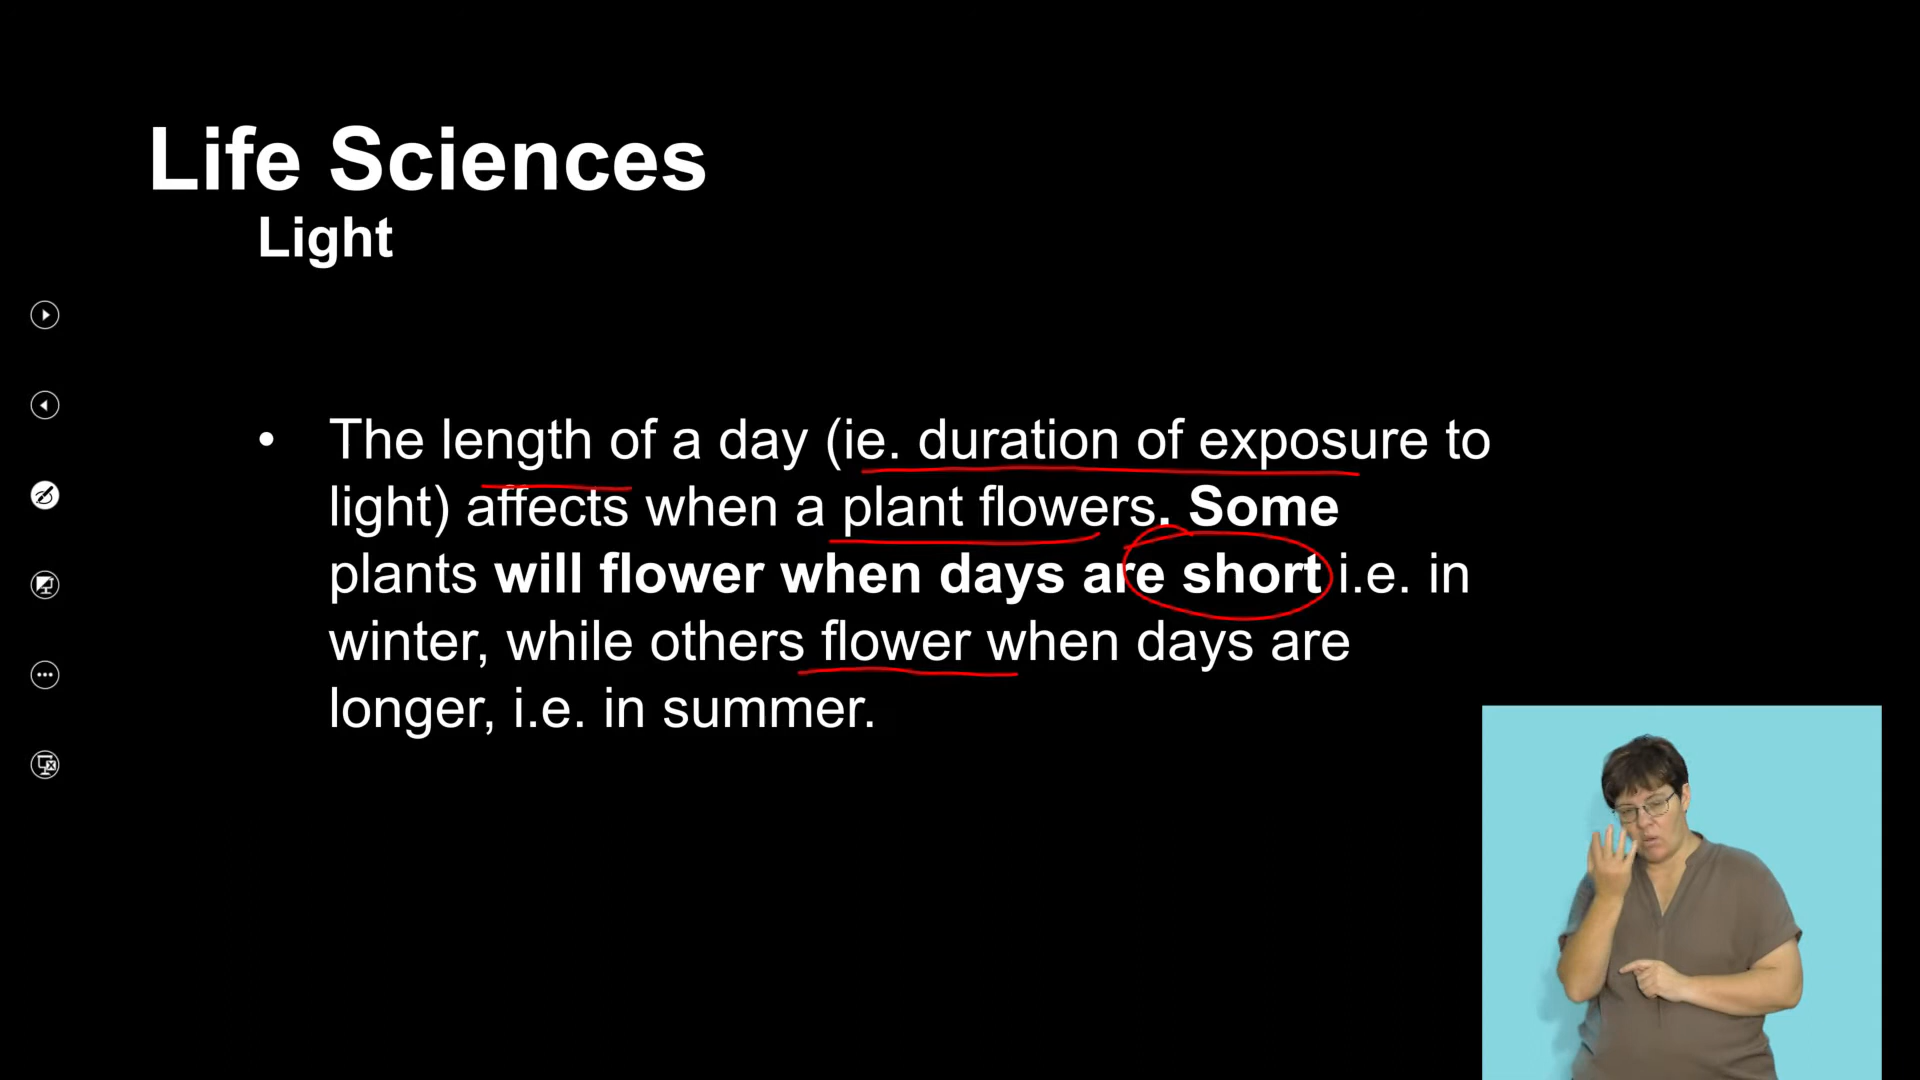 Life Sciences
Light
• The length of a day (ie. duration of exposure to
light) affects when a plant flowers. Some
plants will flower when days are short i.e. in
winter, while others flower when days are
longer, i.e. in summer.